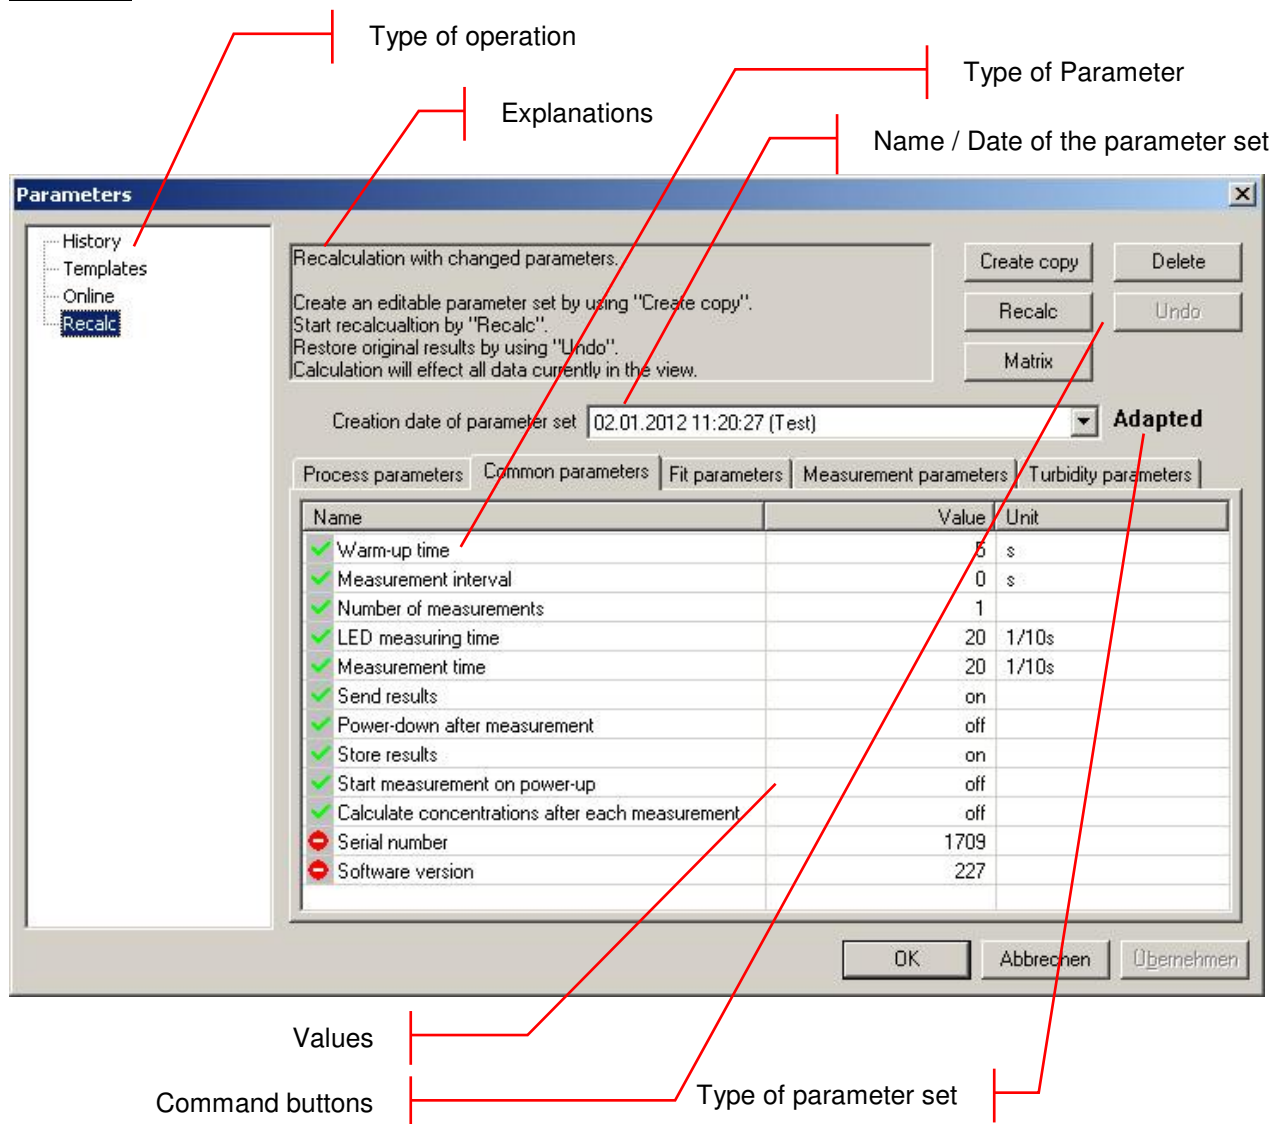 Type of operation
Type of Parameter
Explanations
Name / Date of the parameter set
Parameters
History
Templates
Online
Recalc
Recalculation with changed parameters.
Create an editable parameter set by using "Create copy".
Start recalcualtion by "Recalc".
Restore original results by using "Undo".
Calculation will effect all data currently in the view.
Create copy
Delete
Recalc
Undo
Matrix
Creation date of parameter set 02.01.2012 11:20:27 (Test) Adapted
Process parameters Common parameters Fit parameters Measurement parameters Turbidity parameters
Name Value Unit
Warm-up time 5 s
Measurement interval 0 s
Number of measurements 1
LED measuring time 20 1/10s
Measurement time 20 1/10s
Send results on
Power-down after measurement off
Store results on
Start measurement on power-up off
Calculate concentrations after each measurement off
Serial number 1709
Software version 227
OK Abbrechen Übernehmen
Values
Command buttons
Type of parameter set